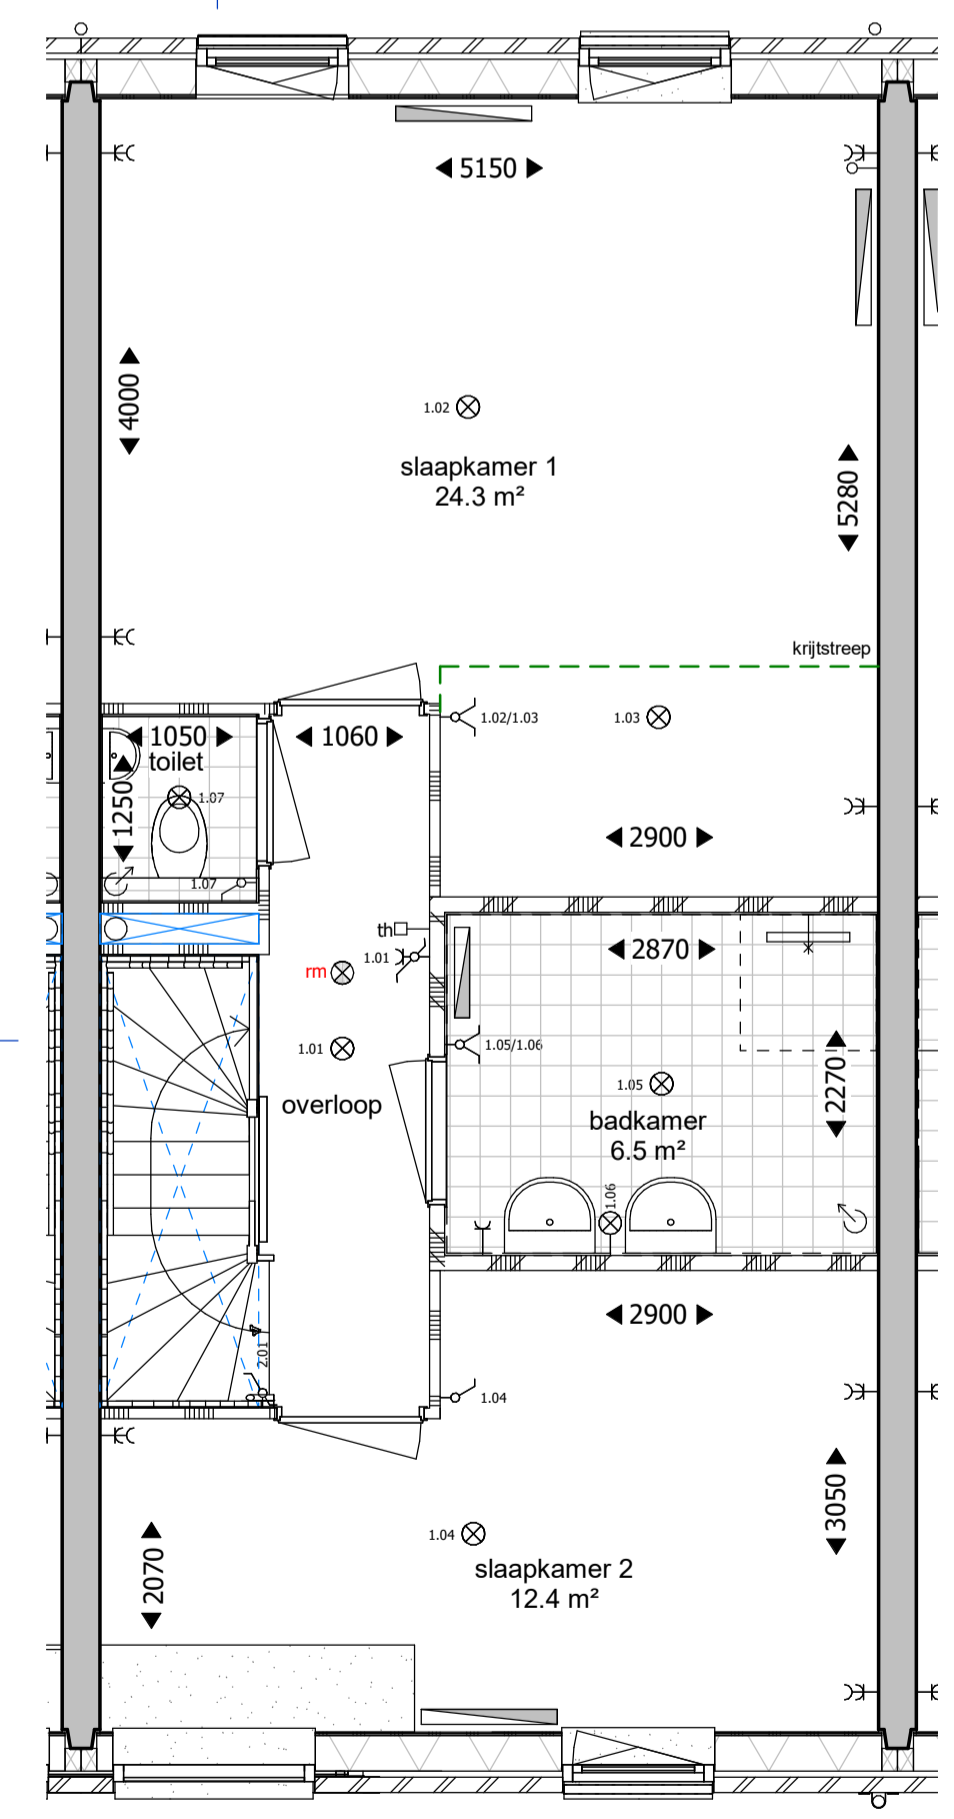 5150
4000
1.02
slaapkamer 1
24.3 m²
5280
krijtstreep
1.02/1.03
1.03
1050
1060
toilet
1250
1.07
2900
1.07
th
1.01
2870
rm
1.01
1.05/1.06
1.05
2270
overloop
badkamer
6.5 m²
1.06
2900
2.01
1.04
3050
1.04
2070
slaapkamer 2
12.4 m²